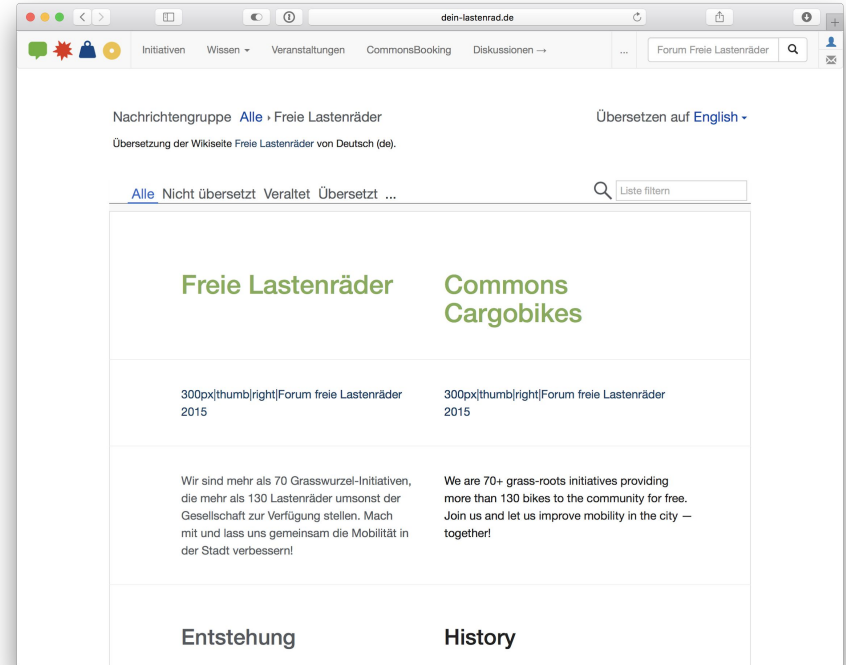 dein-lastenrad.de
Initiativen Wissen Veranstaltungen CommonsBooking Diskussionen → ... Forum Freie Lastenräder
Nachrichtengruppe Alle › Freie Lastenräder Übersetzen auf English
Übersetzung der Wikiseite Freie Lastenräder von Deutsch (de).
Alle Nicht übersetzt Veraltet Übersetzt ... Liste filtern
Freie Lastenräder
Commons
Cargobikes
300px|thumb|right|Forum freie Lastenräder
2015
300px|thumb|right|Forum freie Lastenräder
2015
Wir sind mehr als 70 Grasswurzel-Initiativen,
die mehr als 130 Lastenräder umsonst der
Gesellschaft zur Verfügung stellen. Mach
mit und lass uns gemeinsam die Mobilität in
der Stadt verbessern!
We are 70+ grass-roots initiatives providing
more than 130 bikes to the community for free.
Join us and let us improve mobility in the city —
together!
Entstehung
History